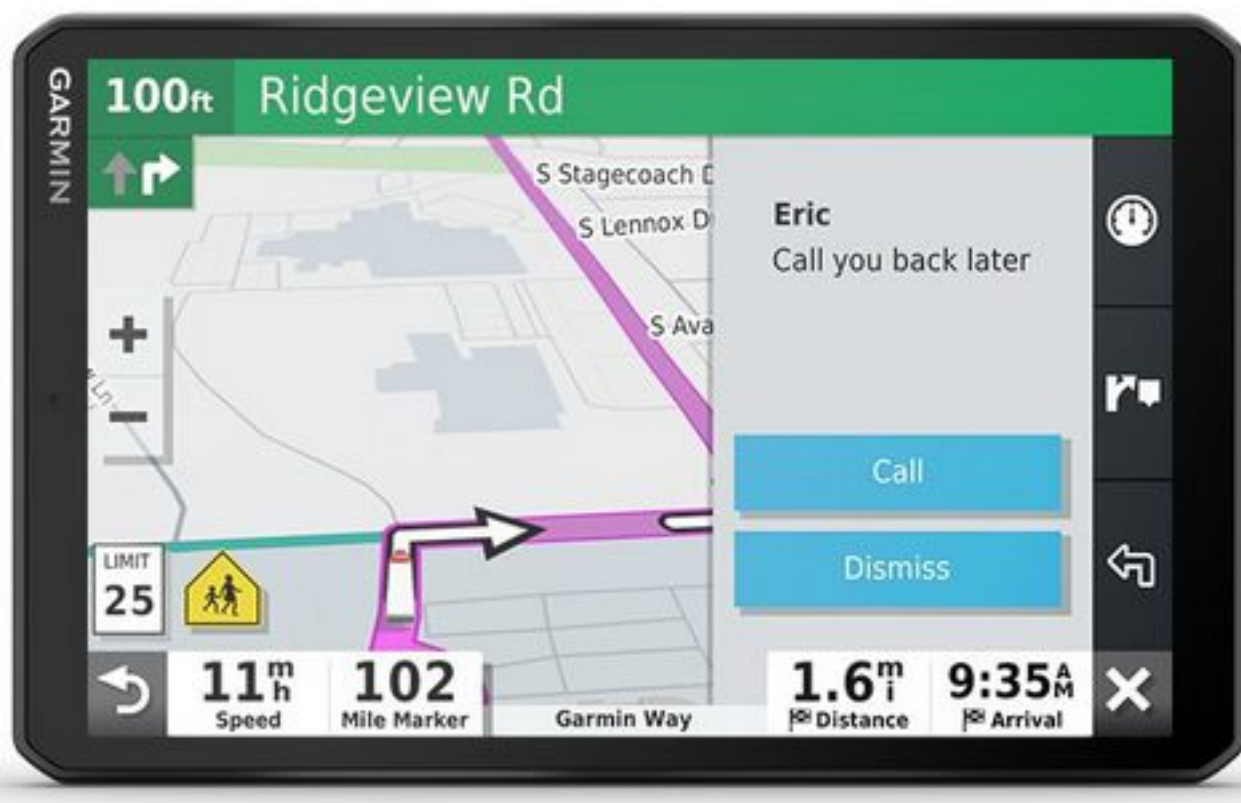 GARMIN
100ft Ridgeview Rd
S Stagecoach D
S Lennox D
S Ava
Eric
Call you back later
Call
Dismiss
Ln
LIMIT
25
11mh
Speed
102
Mile Marker
Garmin Way
1.6mi
Distance
9:35AM
Arrival